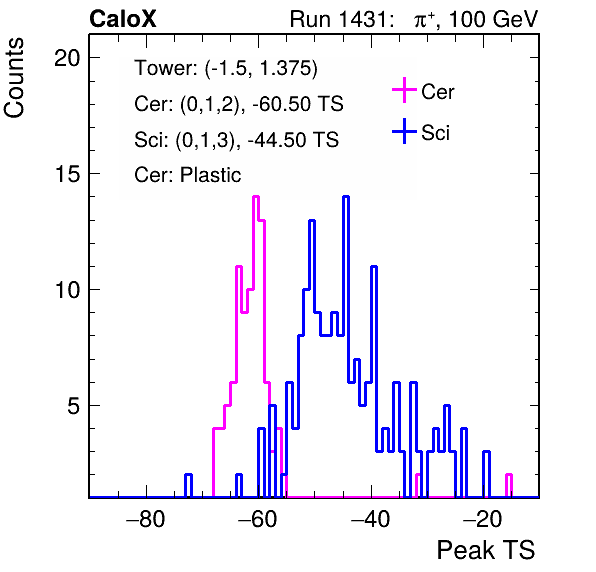 CaloX Run 1431: π⁺, 100 GeV
Counts
Tower: (-1.5, 1.375)
Cer: (0,1,2), -60.50 TS
Sci: (0,1,3), -44.50 TS
Cer: Plastic
Cer
Sci
20
15
10
5
−80 −60 −40 −20
Peak TS